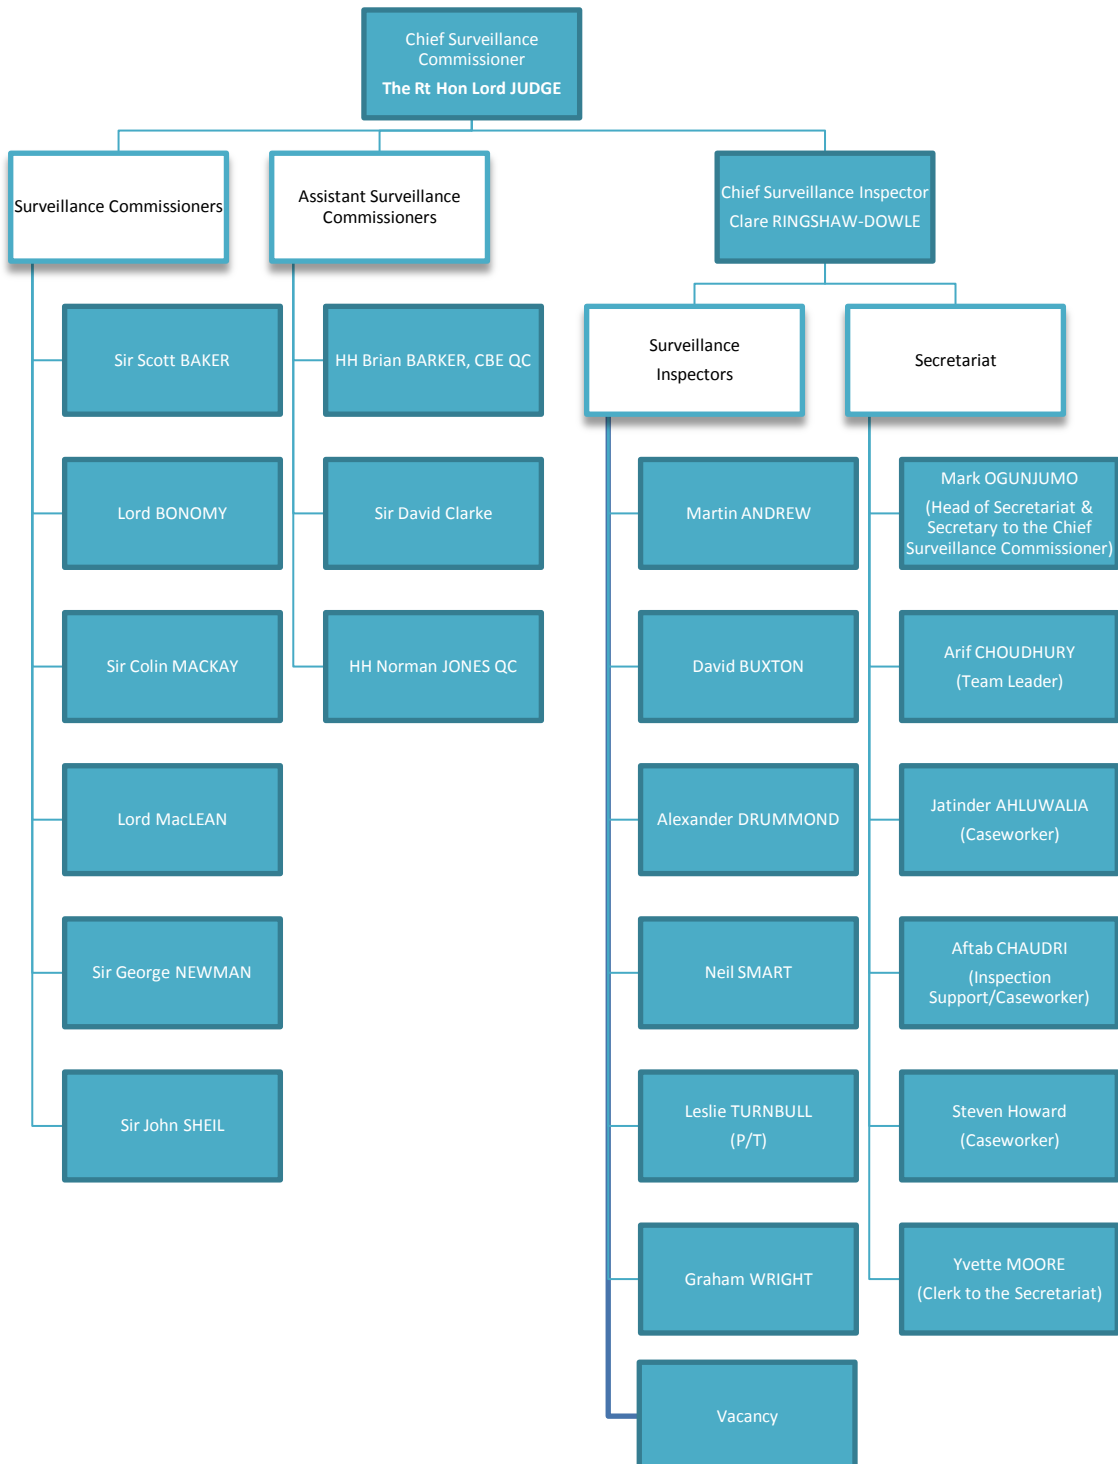 Chief Surveillance
Commissioner
The Rt Hon Lord JUDGE
Surveillance Commissioners
Assistant Surveillance
Commissioners
Chief Surveillance Inspector
Clare RINGSHAW-DOWLE
Sir Scott BAKER
HH Brian BARKER, CBE QC
Surveillance
Inspectors
Secretariat
Lord BONOMY
Sir David Clarke
Martin ANDREW
Mark OGUNJUMO
(Head of Secretariat &
Secretary to the Chief
Surveillance Commissioner)
Sir Colin MACKAY
HH Norman JONES QC
David BUXTON
Arif CHOUDHURY
(Team Leader)
Lord MacLEAN
Alexander DRUMMOND
Jatinder AHLUWALIA
(Caseworker)
Sir George NEWMAN
Neil SMART
Aftab CHAUDRI
(Inspection
Support/Caseworker)
Sir John SHEIL
Leslie TURNBULL
(P/T)
Steven Howard
(Caseworker)
Graham WRIGHT
Yvette MOORE
(Clerk to the Secretariat)
Vacancy